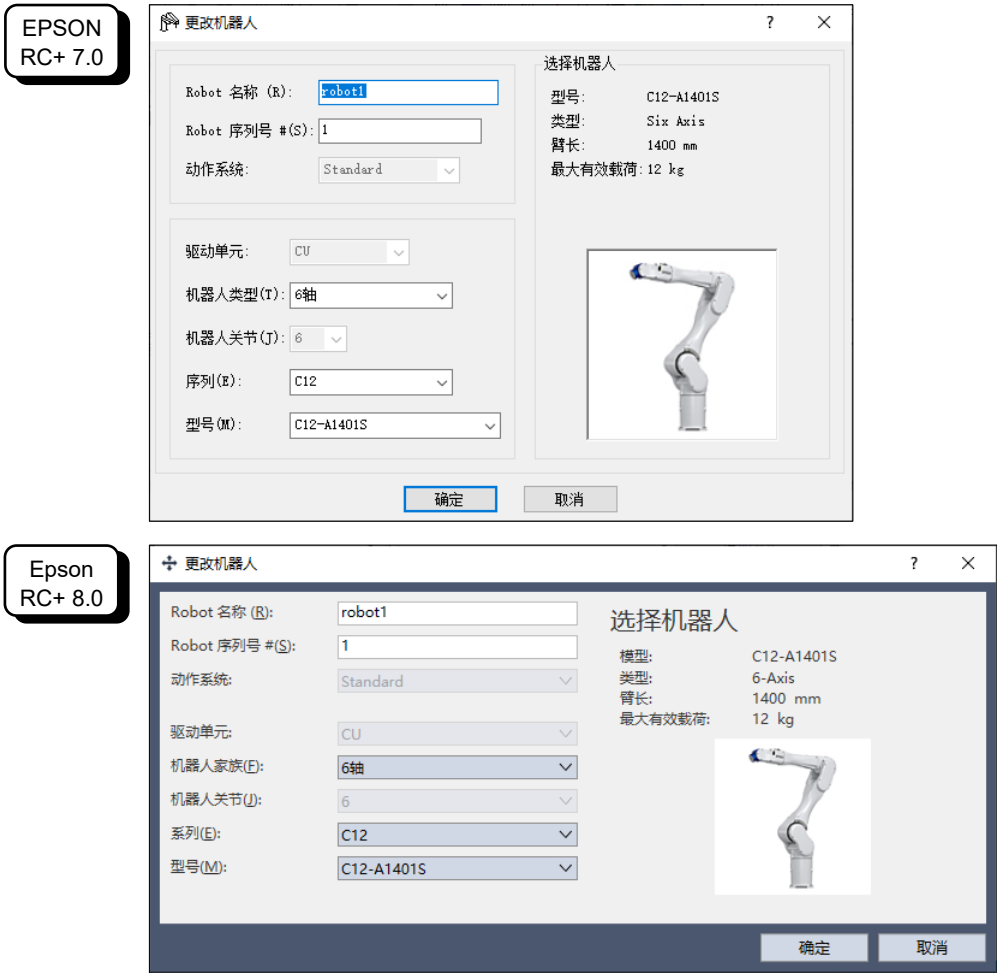 EPSON
RC+ 7.0
更改机器人
Robot 名称 (R): robot1
Robot 序列号 #(S): 1
动作系统: Standard
驱动单元: CU
机器人类型(T): 6轴
机器人关节(J): 6
序列(E): C12
型号(M): C12-A1401S
选择机器人
型号: C12-A1401S
类型: Six Axis
臂长: 1400 mm
最大有效载荷: 12 kg
确定 取消
Epson
RC+ 8.0
更改机器人
Robot 名称 (R): robot1
Robot 序列号 #(S): 1
动作系统: Standard
驱动单元: CU
机器人家族(F): 6轴
机器人关节(J): 6
系列(E): C12
型号(M): C12-A1401S
选择机器人
模型: C12-A1401S
类型: 6-Axis
臂长: 1400 mm
最大有效载荷: 12 kg
确定 取消